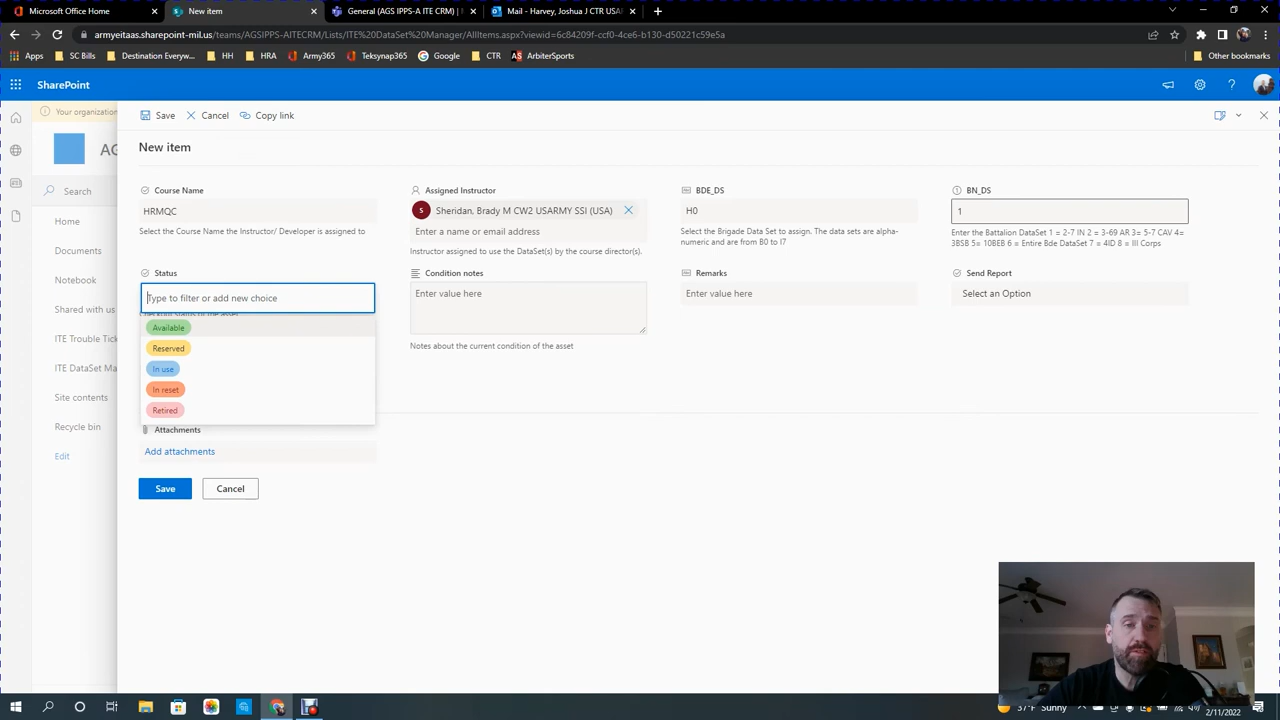 Microsoft Office Home
New item
General (AGS IPPS-A ITE CRM) | M
Mail - Harvey, Joshua J CTR USAR
armyeitaas.sharepoint-mil.us/teams/AGSIPPS-AITECRM/Lists/ITE%20DataSet%20Manager/AllItems.aspx?viewid=6c84209f-ccf0-4ce6-b130-d50221c59e5a
Apps
SC Bills
Destination Everyw...
HH
HRA
Army365
Teksynap365
Google
CTR
ArbiterSports
Other bookmarks
SharePoint
Your organization
Save
Cancel
Copy link
AG
New item
Search
Home
Documents
Notebook
Shared with us
ITE Trouble Tick
ITE DataSet Ma
Site contents
Recycle bin
Edit
Course Name
Assigned Instructor
BDE_DS
BN_DS
HRMQC
S
Sheridan, Brady M CW2 USARMY SSI (USA)
H0
1
Select the Course Name the Instructor/ Developer is assigned to
Enter a name or email address
Select the Brigade Data Set to assign. The data sets are alpha-
numeric and are from B0 to I7
Enter the Battalion DataSet 1 = 2-7 IN 2 = 3-69 AR 3= 5-7 CAV 4=
3BSB 5= 10BEB 6 = Entire Bde DataSet 7 = 4ID 8 = III Corps
Instructor assigned to use the DataSet(s) by the course director(s).
Status
Condition notes
Remarks
Send Report
Type to filter or add new choice
Enter value here
Enter value here
Select an Option
Available
Reserved
In use
In reset
Retired
Notes about the current condition of the asset
Attachments
Add attachments
Save
Cancel
37°F Sunny
2/11/2022